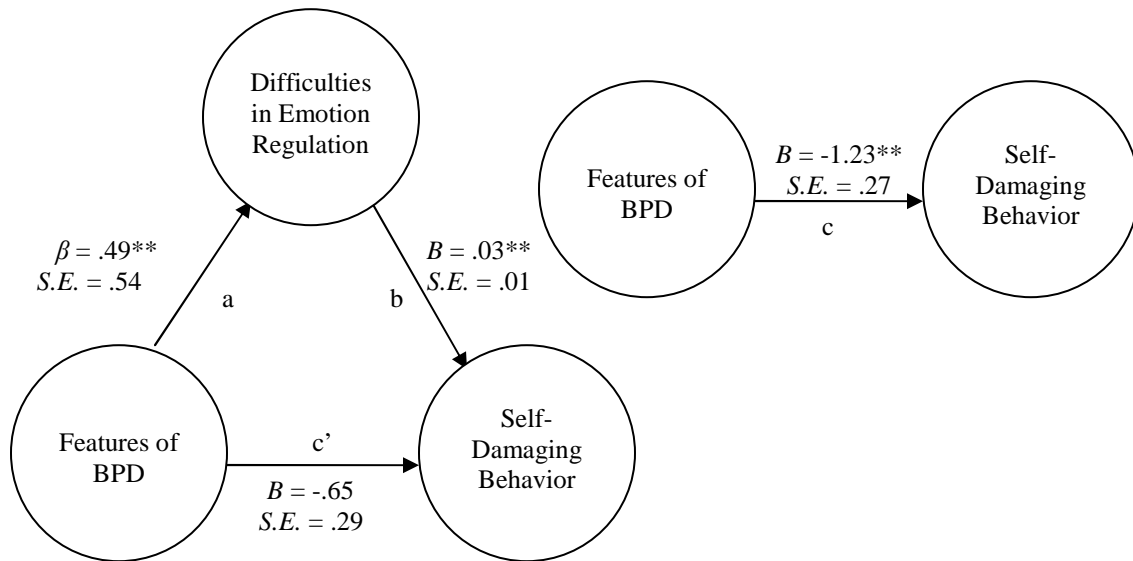 Difficulties
in Emotion
Regulation
β = .49**
S.E. = .54
a
B = .03**
S.E. = .01
b
Features of
BPD
c’
B = -.65
S.E. = .29
Self-
Damaging
Behavior
Features of
BPD
B = -1.23**
S.E. = .27
c
Self-
Damaging
Behavior